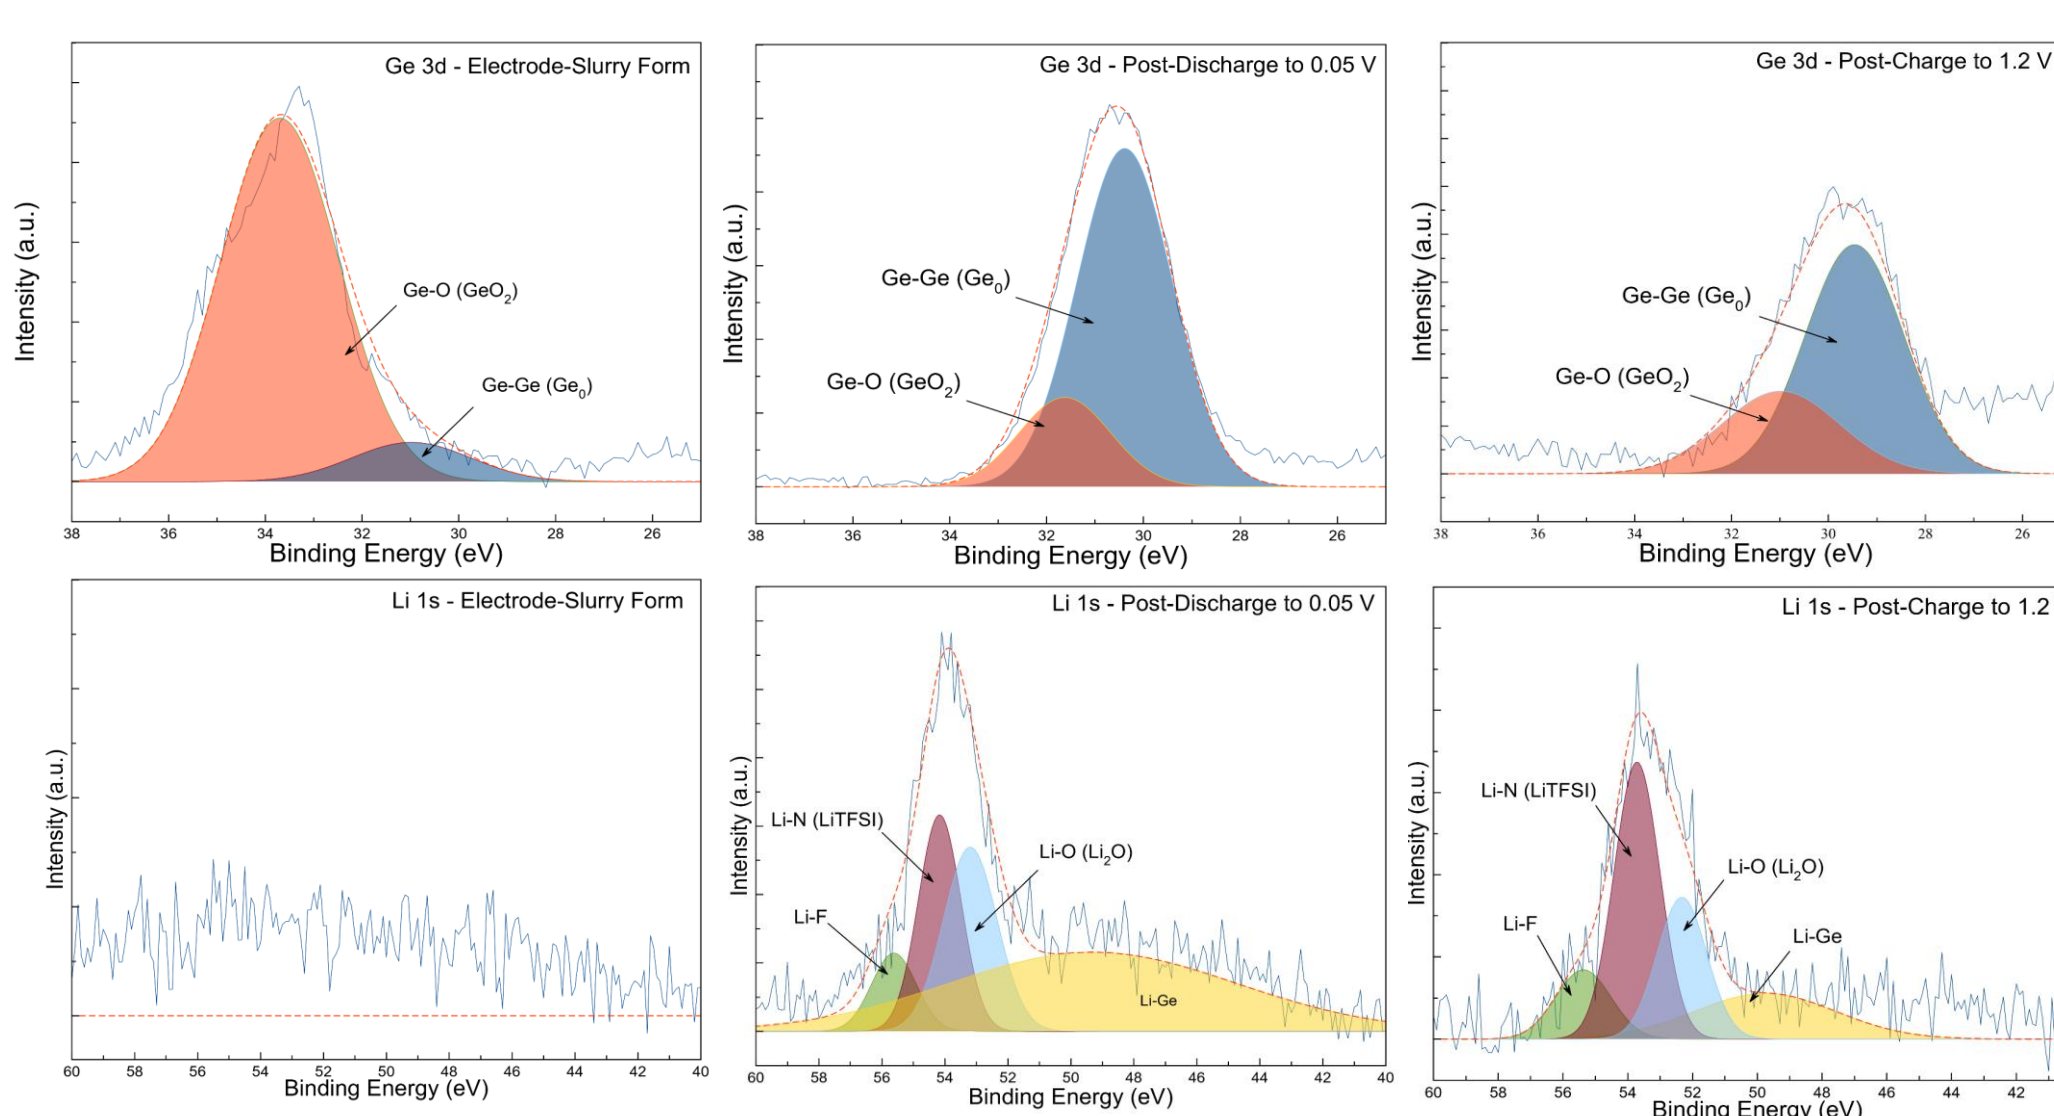 Ge 3d - Electrode-Slurry Form
Intensity (a.u.)
Ge-O (GeO₂)
Ge-Ge (Ge₀)
38 36 34 32 30 28 26
Binding Energy (eV)
Ge 3d - Post-Discharge to 0.05 V
Intensity (a.u.)
Ge-Ge (Ge₀)
Ge-O (GeO₂)
38 36 34 32 30 28 26
Binding Energy (eV)
Ge 3d - Post-Charge to 1.2 V
Intensity (a.u.)
Ge-Ge (Ge₀)
Ge-O (GeO₂)
38 36 34 32 30 28 26
Binding Energy (eV)
Li 1s - Electrode-Slurry Form
Intensity (a.u.)
60 58 56 54 52 50 48 46 44 42 40
Binding Energy (eV)
Li 1s - Post-Discharge to 0.05 V
Intensity (a.u.)
Li-N (LiTFSI)
Li-O (Li₂O)
Li-F
Li-Ge
60 58 56 54 52 50 48 46 44 42 40
Binding Energy (eV)
Li 1s - Post-Charge to 1.2
Intensity (a.u.)
Li-N (LiTFSI)
Li-O (Li₂O)
Li-F
Li-Ge
60 58 56 54 52 50 48 46 44 42
Binding Energy (eV)